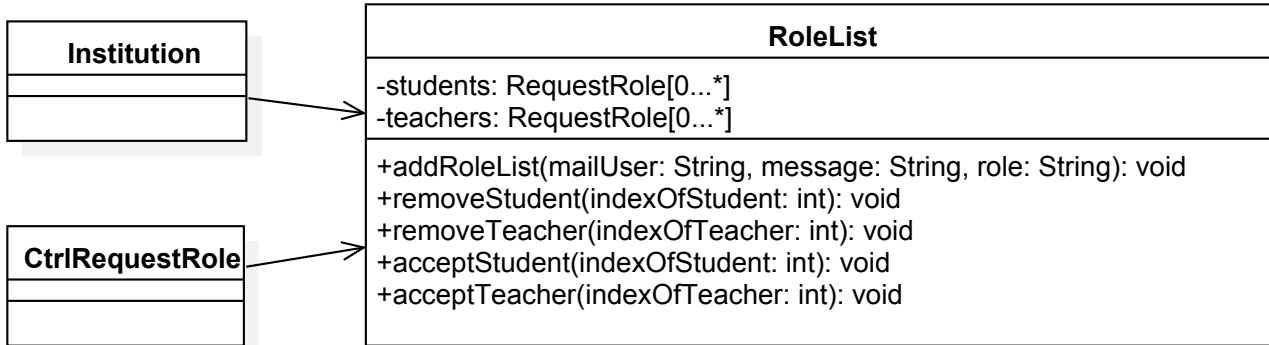 Institution
CtrlRequestRole
RoleList
-students: RequestRole[0...*]
-teachers: RequestRole[0...*]
+addRoleList(mailUser: String, message: String, role: String): void
+removeStudent(indexOfStudent: int): void
+removeTeacher(indexOfTeacher: int): void
+acceptStudent(indexOfStudent: int): void
+acceptTeacher(indexOfTeacher: int): void